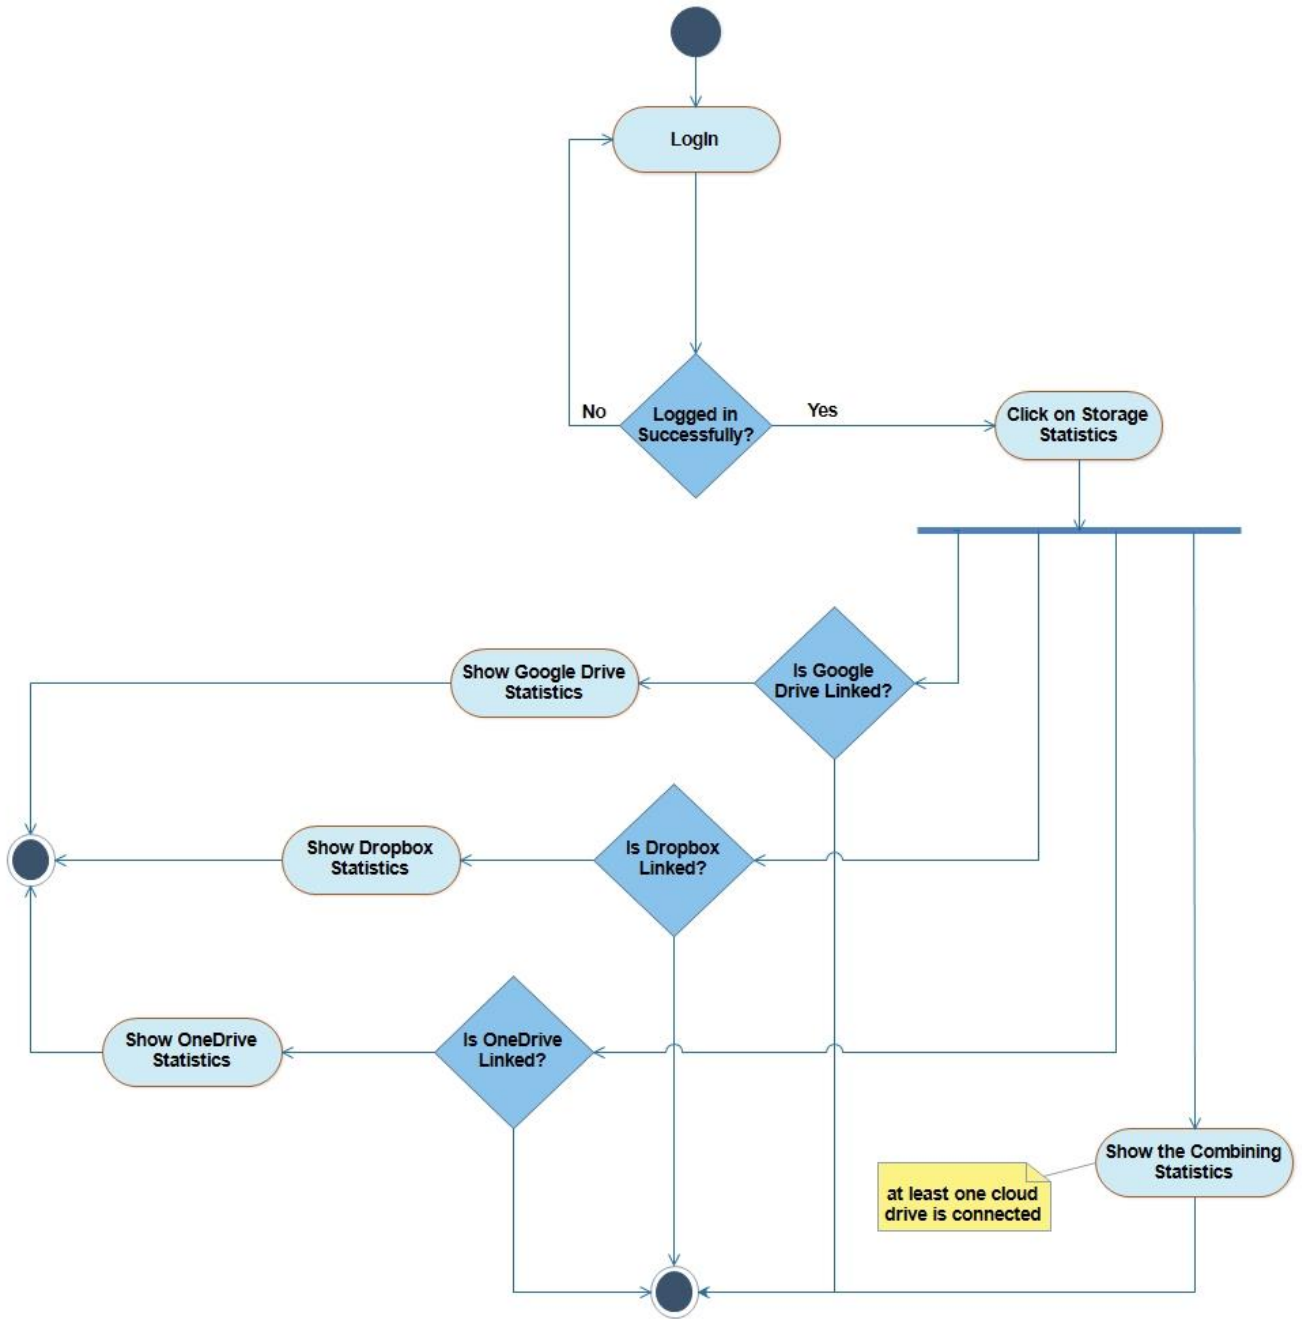 LogIn
No
Logged in
Successfully?
Yes
Click on Storage
Statistics
Show Google Drive
Statistics
Is Google
Drive Linked?
Show Dropbox
Statistics
Is Dropbox
Linked?
Show OneDrive
Statistics
Is OneDrive
Linked?
Show the Combining
Statistics
at least one cloud
drive is connected